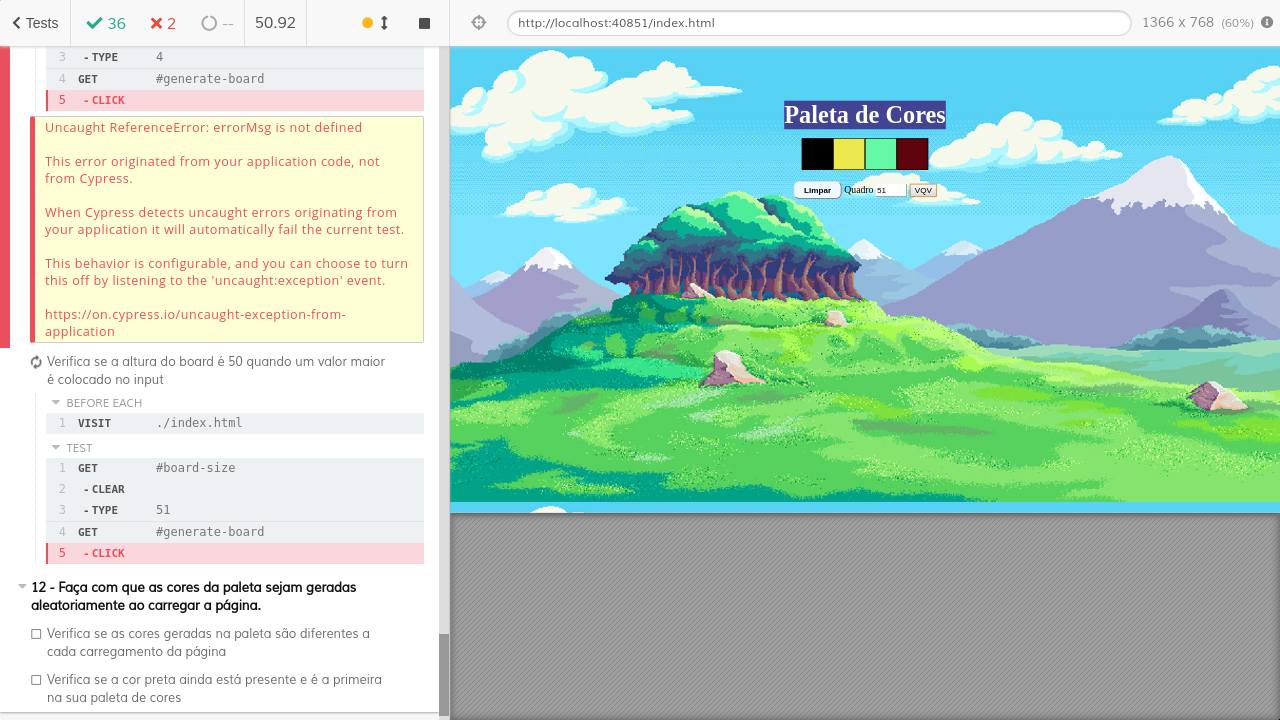 Tests
36
2
--
50.92
http://localhost:40851/index.html
1366 x 768 (60%)
3 - TYPE 4
4 GET #generate-board
5 - CLICK
Uncaught ReferenceError: errorMsg is not defined
This error originated from your application code, not
from Cypress.
When Cypress detects uncaught errors originating from
your application it will automatically fail the current test.
This behavior is configurable, and you can choose to turn
this off by listening to the 'uncaught:exception' event.
https://on.cypress.io/uncaught-exception-from-
application
Verifica se a altura do board é 50 quando um valor maior
é colocado no input
BEFORE EACH
1 VISIT ./index.html
TEST
1 GET #board-size
2 - CLEAR
3 - TYPE 51
4 GET #generate-board
5 - CLICK
12 - Faça com que as cores da paleta sejam geradas
aleatoriamente ao carregar a página.
Verifica se as cores geradas na paleta são diferentes a
cada carregamento da página
Verifica se a cor preta ainda está presente e é a primeira
na sua paleta de cores
Paleta de Cores
Limpar Quadro 51 VQV